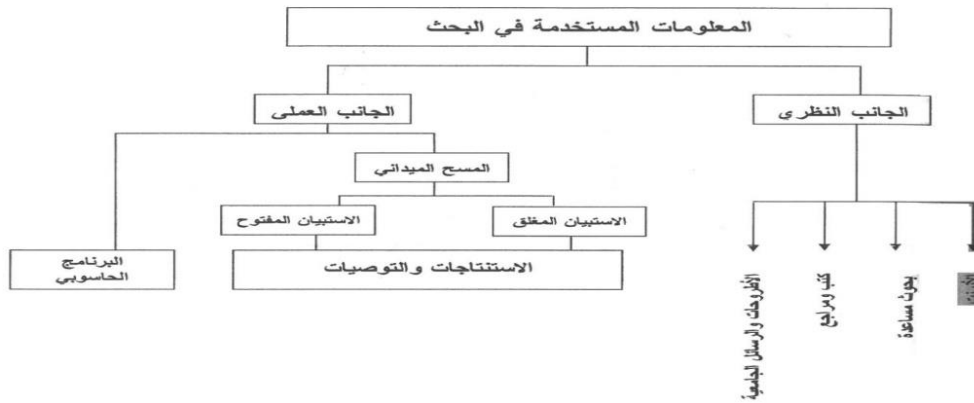 المعلومات المستخدمة في البحث
الجانب النظري
الجانب العملى
المسح الميداني
الاستبيان المغلق
الاستبيان المفتوح
الاستنتاجات والتوصيات
البرنامج
الحاسوبي
بحوث مساعدة
كتب ومراجع
الأطروحات والرسائل الجامعية